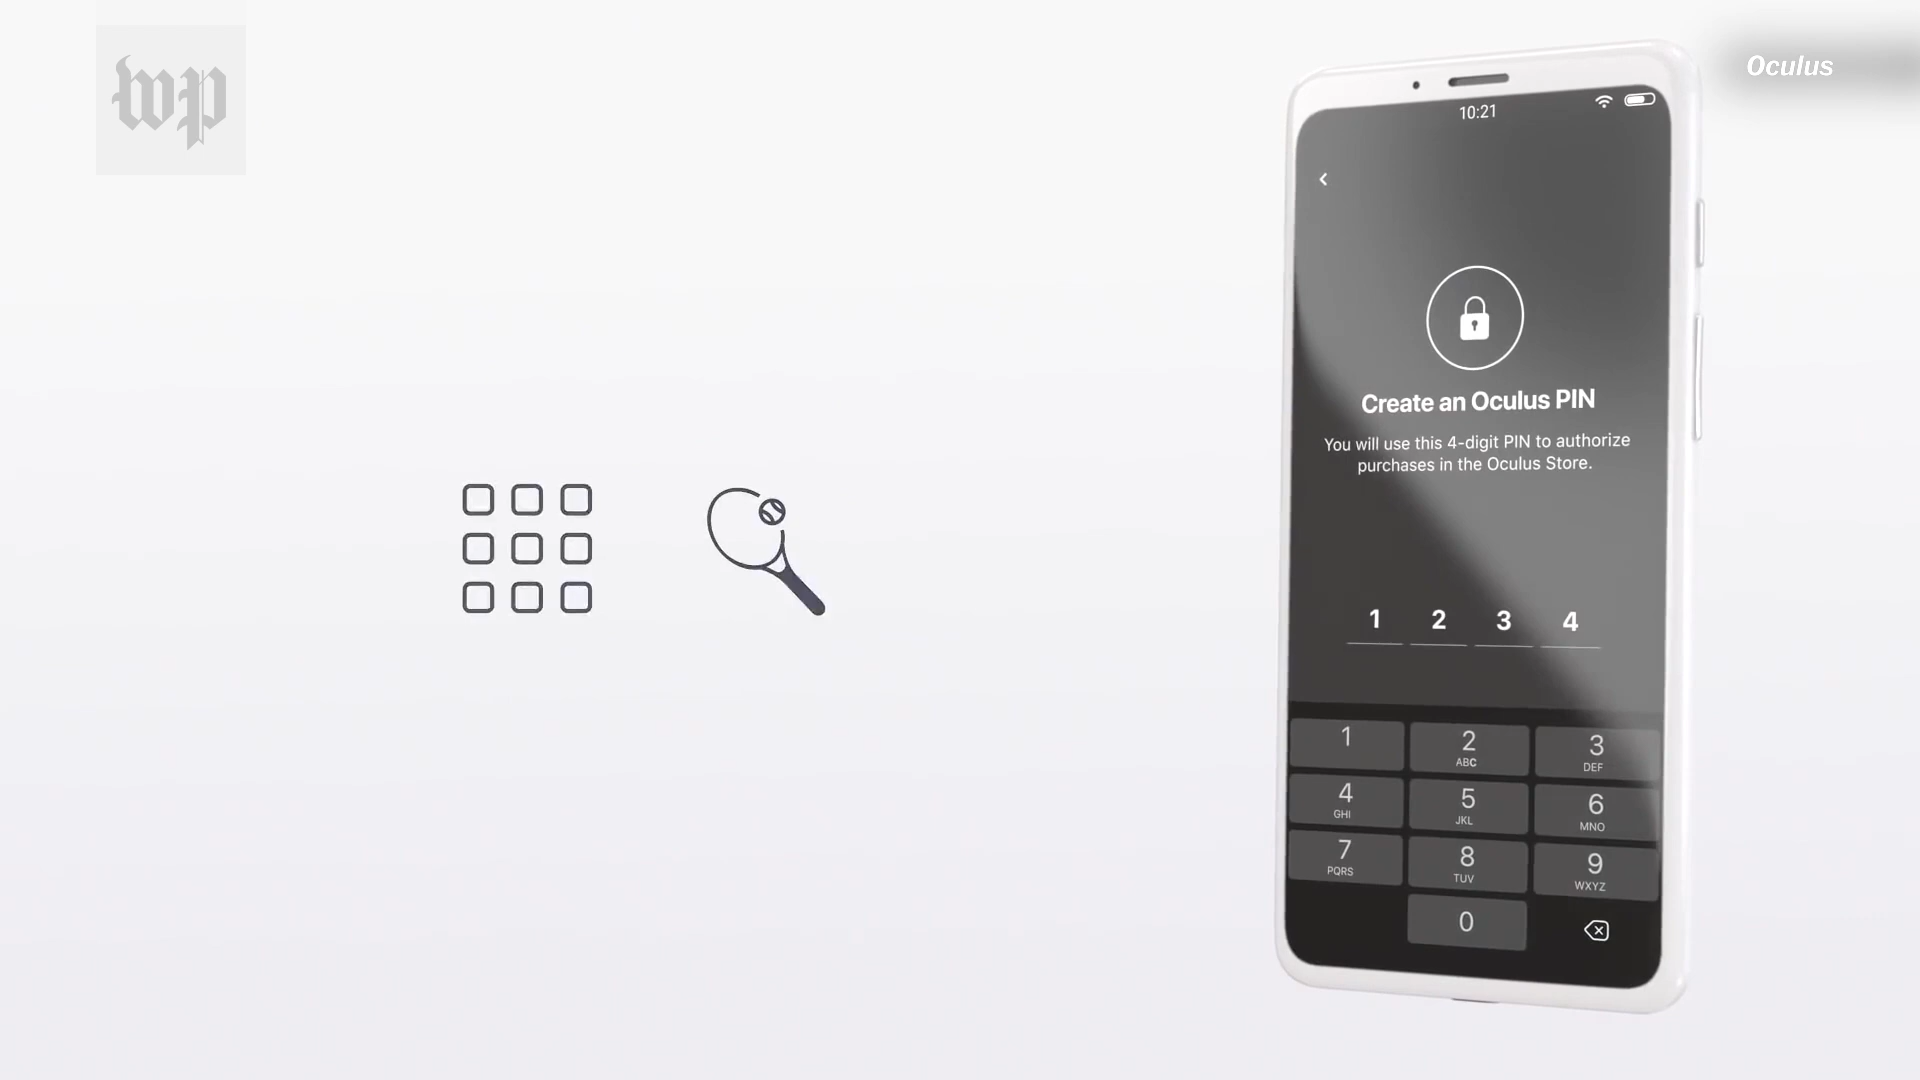 wp
Oculus
10:21
Create an Oculus PIN
You will use this 4-digit PIN to authorize
purchases in the Oculus Store.
1 2 3 4
1 2 3
ABC DEF
4 5 6
GHI JKL MNO
7 8 9
PQRS TUV WXYZ
0